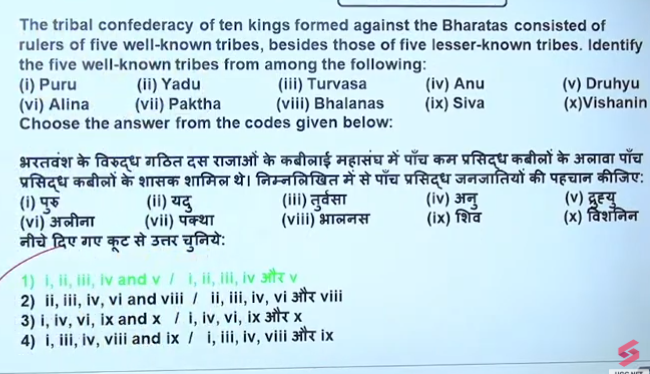 The tribal confederacy of ten kings formed against the Bharatas consisted of
rulers of five well-known tribes, besides those of five lesser-known tribes. Identify
the five well-known tribes from among the following:
(i) Puru (ii) Yadu (iii) Turvasa (iv) Anu (v) Druhyu
(vi) Alina (vii) Paktha (viii) Bhalanas (ix) Siva (x)Vishanin
Choose the answer from the codes given below:
भरतवंश के विरुद्ध गठित दस राजाओं के कबीलाई महासंघ में पाँच कम प्रसिद्ध कबीलों के अलावा पाँच
प्रसिद्ध कबीलों के शासक शामिल थे। निम्नलिखित में से पाँच प्रसिद्ध जनजातियों की पहचान कीजिए:
(i) पुरु (ii) यदु (iii) तुर्वसा (iv) अनु (v) द्रुह्यु
(vi) अलीना (vii) पक्था (viii) भालनस (ix) शिव (x) विशनिन
नीचे दिए गए कूट से उत्तर चुनिये:
1) i, ii, iii, iv and v / i, ii, iii, iv और v
2) ii, iii, iv, vi and viii / ii, iii, iv, vi और viii
3) i, iv, vi, ix and x / i, iv, vi, ix और x
4) i, iii, iv, viii and ix / i, iii, iv, viii और ix